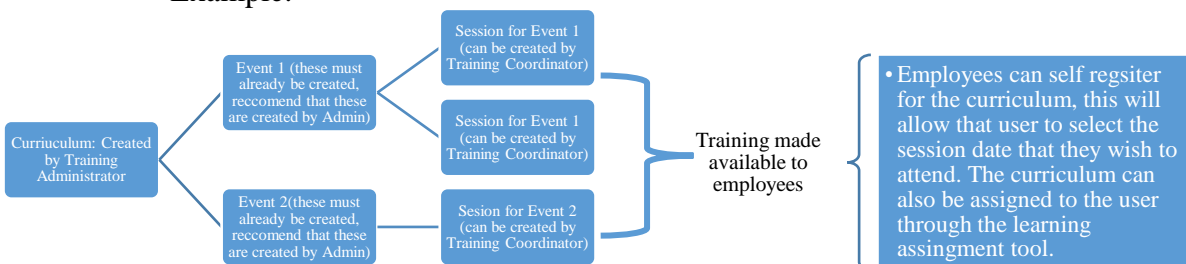 Example:
Curriuculum: Created
by Training
Administrator
Event 1 (these must
already be created,
reccomend that these
are created by Admin)
Session for Event 1
(can be created by
Training Coordinator)
Session for Event 1
(can be created by
Training Coordinator)
Event 2(these must
already be created,
reccomend that these
are created by Admin)
Sesion for Event 2
(can be created by
Training Coordinator)
Training made
available to
employees
• Employees can self regsiter
for the curriculum, this will
allow that user to select the
session date that they wish to
attend. The curriculum can
also be assigned to the user
through the learning
assingment tool.